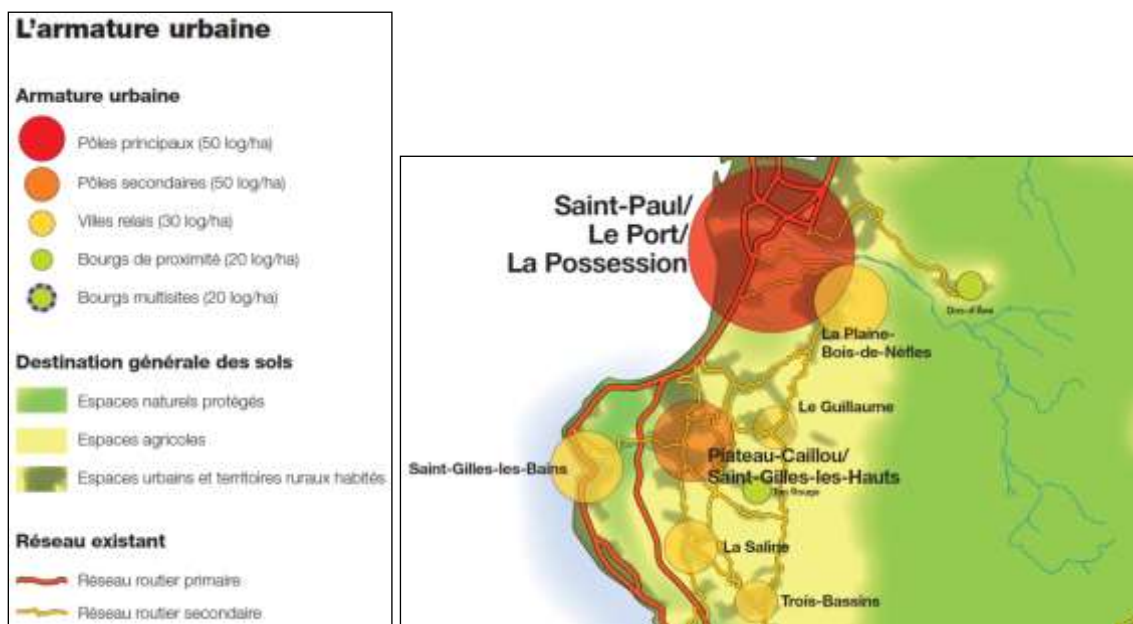 L'armature urbaine
Armature urbaine
Pôles principaux (50 log/ha)
Pôles secondaires (50 log/ha)
Villes relais (30 log/ha)
Bourgs de proximité (20 log/ha)
Bourgs multisites (20 log/ha)
Destination générale des sols
Espaces naturels protégés
Espaces agricoles
Espaces urbains et territoires ruraux habités
Réseau existant
Réseau routier primaire
Réseau routier secondaire
Saint-Paul/
Le Port/
La Possession
Dos-d'Âne
La Plaine-
Bois-de-Nèfles
Le Guillaume
Saint-Gilles-les-Bains
Plateau-Caillou/
Saint-Gilles-les-Hauts
Tan Rouge
La Saline
Trois-Bassins